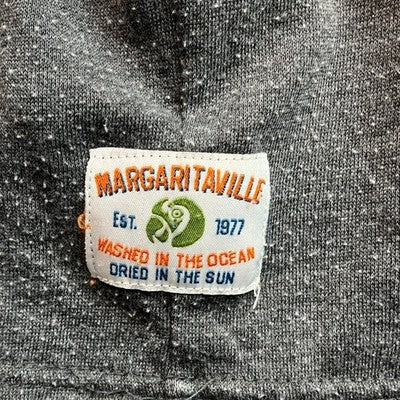 MARGARITAVILLE
EST. 1977
WASHED IN THE OCEAN
DRIED IN THE SUN